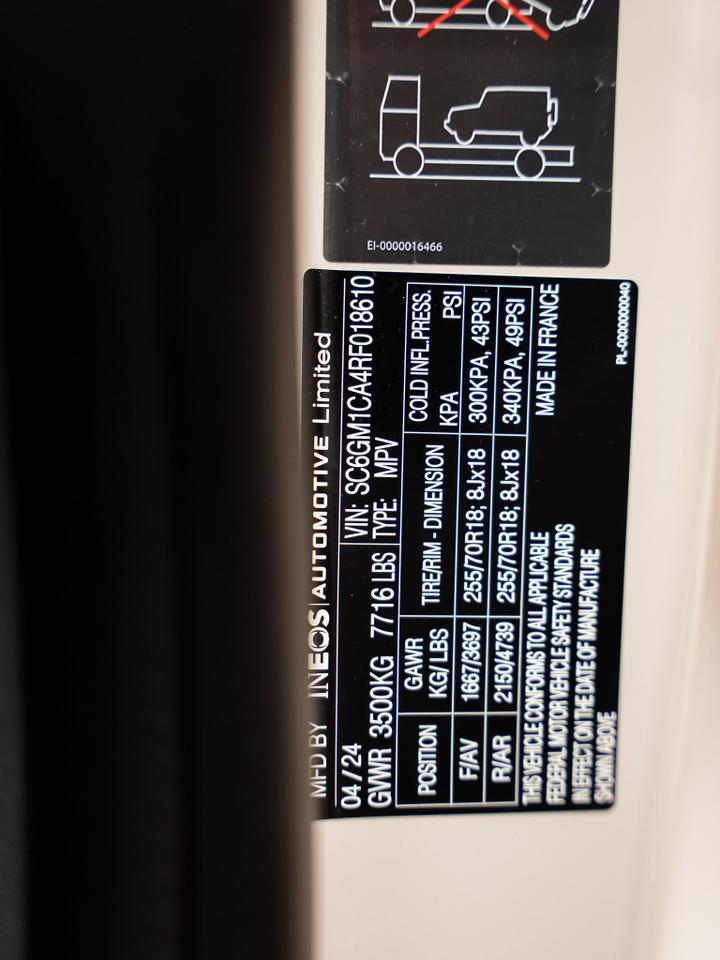 EI-0000016466
MFD BY INEOS | AUTOMOTIVE Limited
04 / 24 VIN: SC6GM1CA4RF018610
GVWR 3500KG 7716 LBS TYPE: MPV
POSITION GAWR KG/LBS TIRE/RIM - DIMENSION COLD INFL.PRESS. KPA PSI
F/AV 1667/3697 255/70R18; 8Jx18 300KPA, 43PSI
R/AR 2150/4739 255/70R18; 8Jx18 340KPA, 49PSI
THIS VEHICLE CONFORMS TO ALL APPLICABLE MADE IN FRANCE
FEDERAL MOTOR VEHICLE SAFETY STANDARDS
IN EFFECT ON THE DATE OF MANUFACTURE
SHOWN ABOVE
PL-0000000040